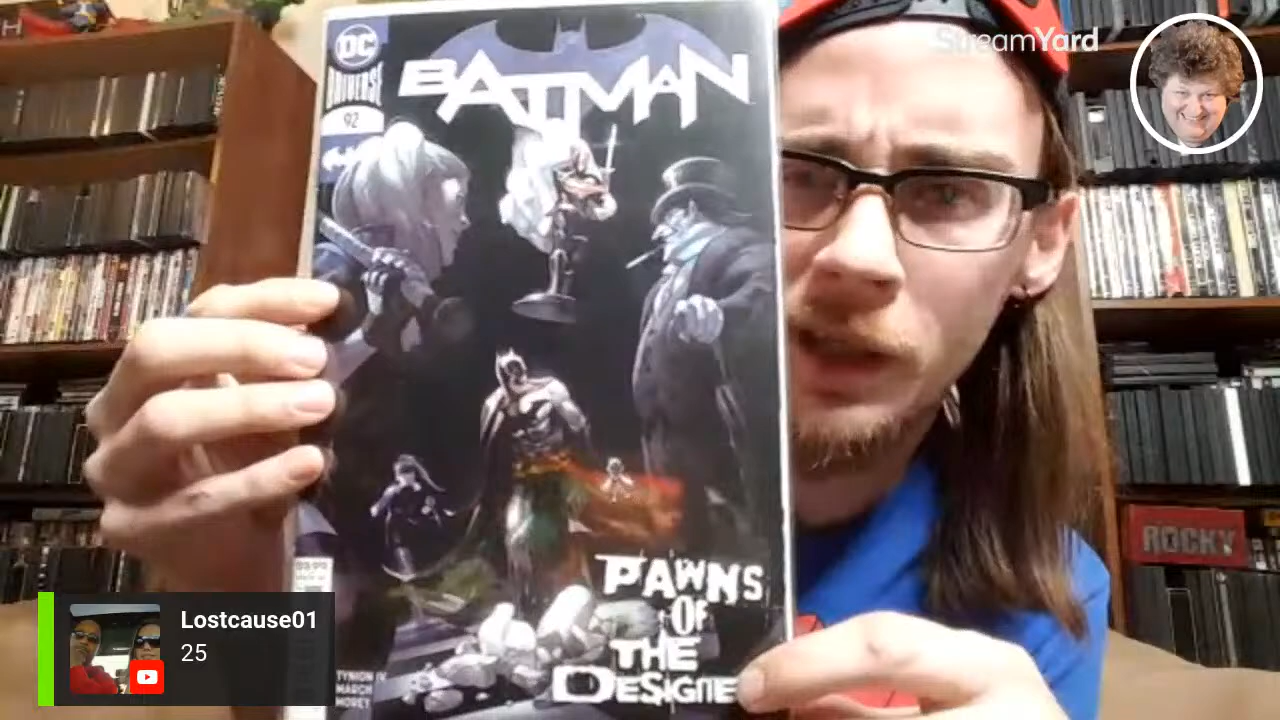 StreamYard
DC
UNIVERSE
92
BATMAN
PAWNS
OF
THE
DESIGNE
TYNION IV
MARCH
MOREY
ROCKY
Lostcause01
25